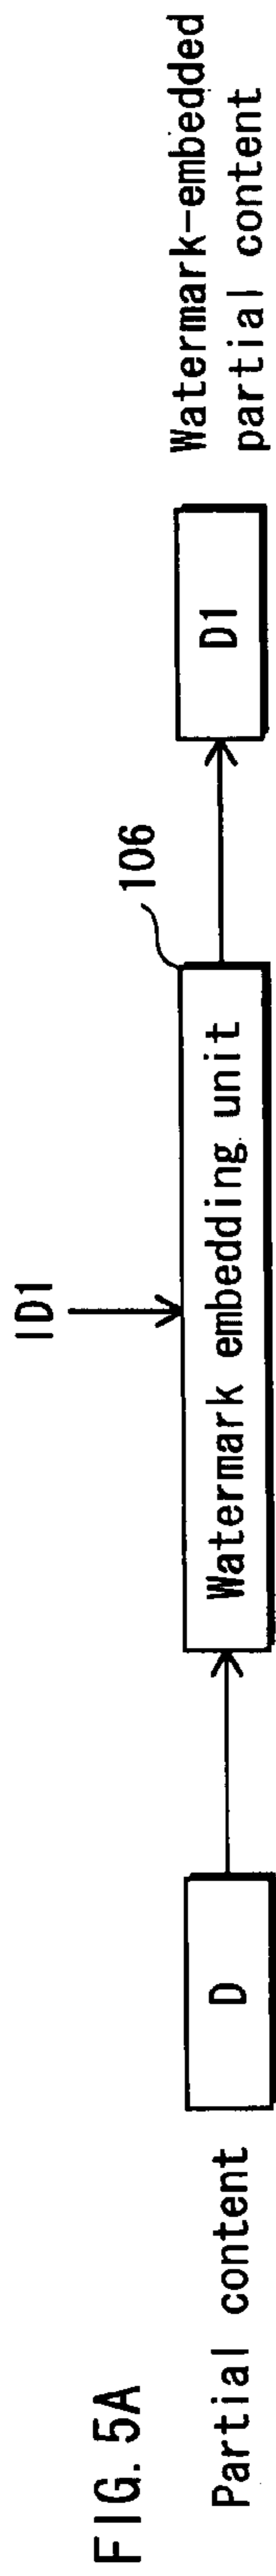 FIG. 5A
ID1
106
Partial content
D
Watermark embedding unit
D1
Watermark-embedded
partial content